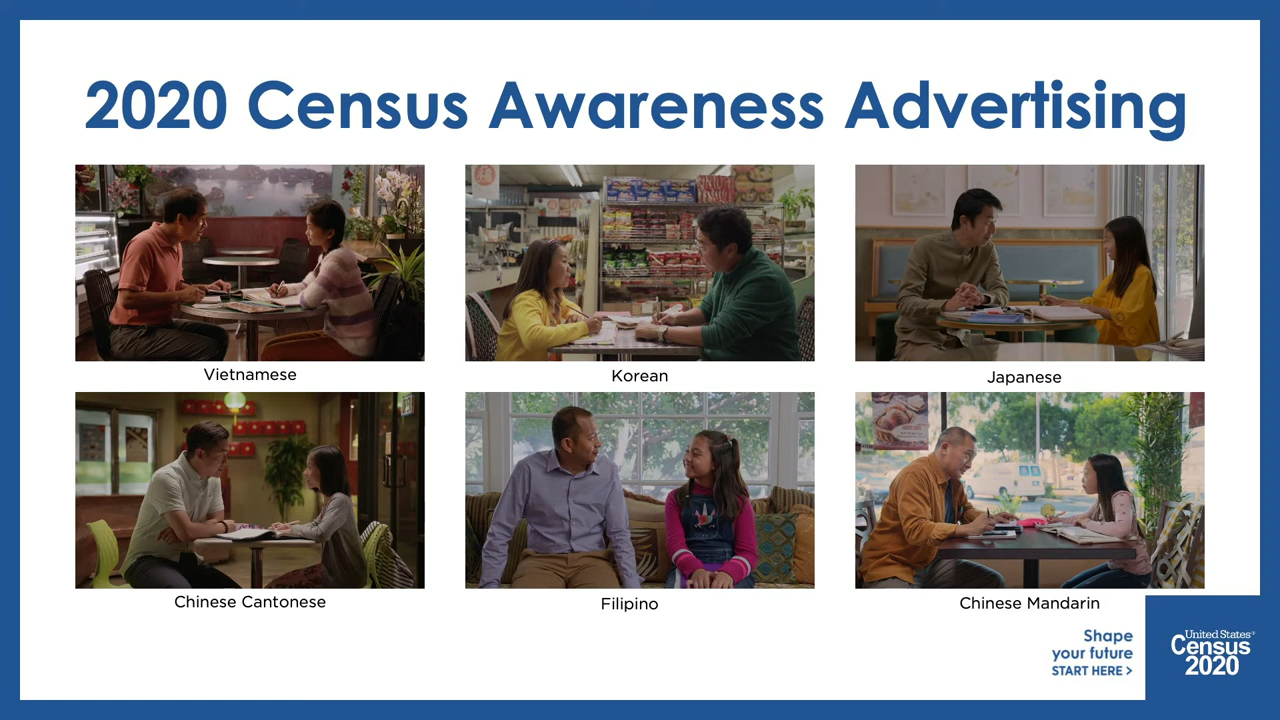 2020 Census Awareness Advertising
Vietnamese
Korean
Japanese
Chinese Cantonese
Filipino
Chinese Mandarin
Shape
your future
START HERE >
United States®
Census
2020